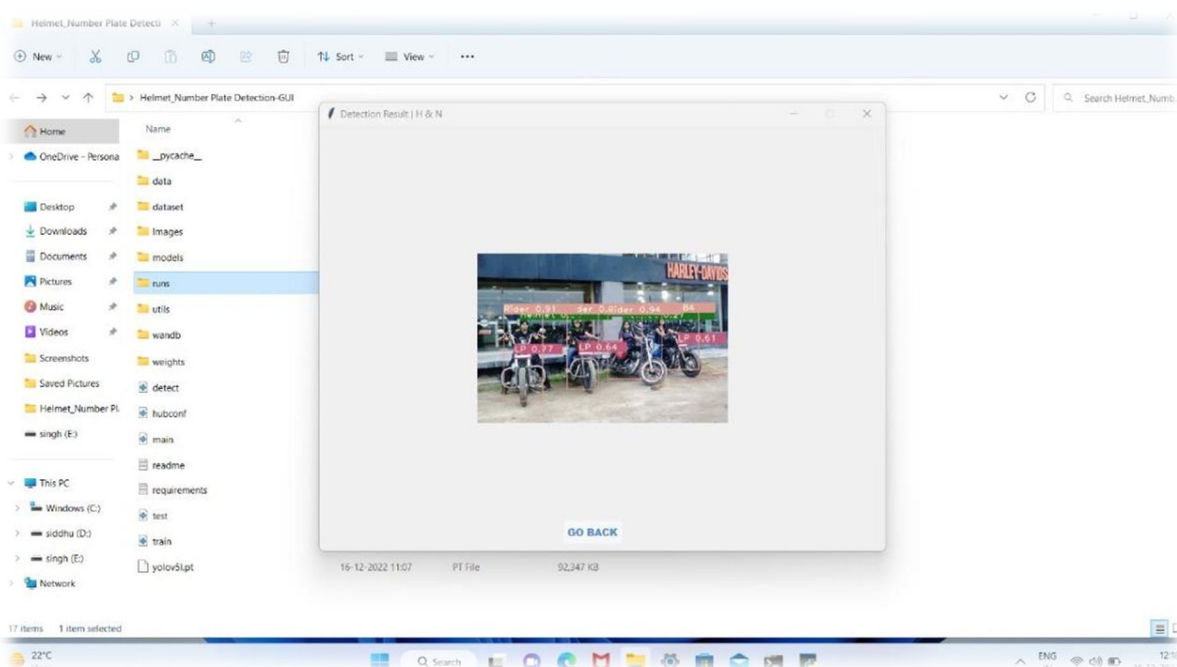 Helmet_Number Plate Detecti × +
New
Sort
View
Helmet_Number Plate Detection-GUI
Search Helmet_Numb
Detection Result | H & N
Home
Name
OneDrive - Persona
__pycache__
data
Desktop
dataset
Downloads
Images
Documents
models
Pictures
runs
Music
utils
Videos
wandb
Screenshots
weights
Saved Pictures
detect
Helmet_Number Pl
hubconf
singh (E:)
main
readme
This PC
requirements
Windows (C:)
test
siddhu (D:)
train
singh (E:)
yolov5l.pt
16-12-2022 11:07 PT File 92,347 KB
Network
HARLEY-DAVIDS
Rider 0.91 der 0.Rider 0.94 84
LP 0.77 LP 0.64 LP 0.61
GO BACK
17 items 1 item selected
22°C
Search
ENG